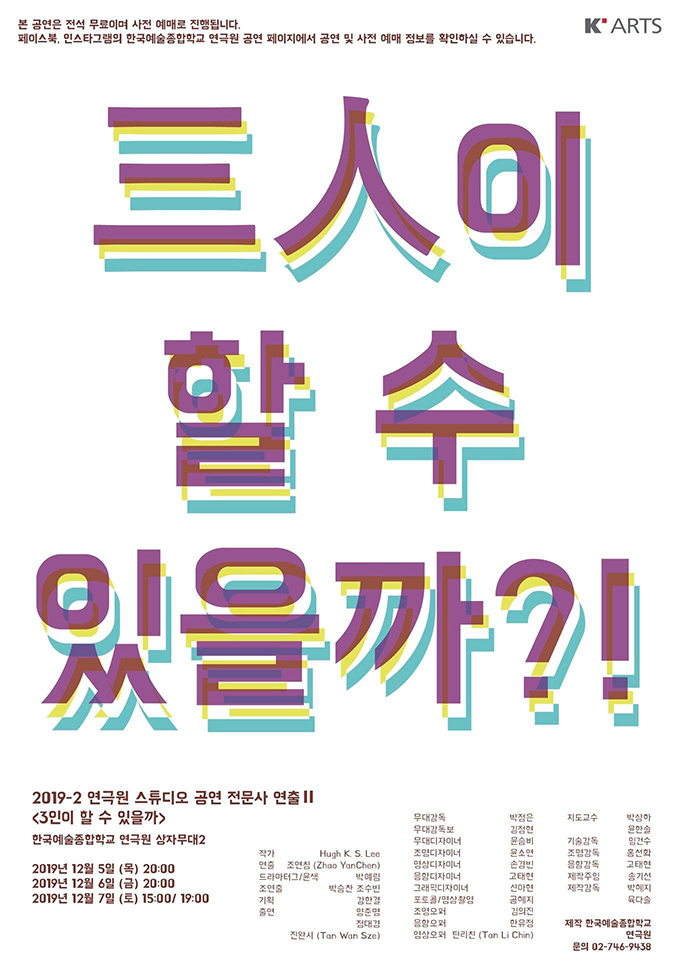 본 공연은 전석 무료이며 사전 예매로 진행됩니다.
페이스북, 인스타그램의 한국예술종합학교 연극원 공연 페이지에서 공연 및 사전 예매 정보를 확인하실 수 있습니다.
K ARTS
三人이
할 수
있을까?!
2019-2 연극원 스튜디오 공연 전문사 연출Ⅱ
<3인이 할 수 있을까>
한국예술종합학교 연극원 상자무대2
2019년 12월 5일 (목) 20:00
2019년 12월 6일 (금) 20:00
2019년 12월 7일 (토) 15:00/ 19:00
작가 Hugh K. S. Lee
연출 조연침 (Zhao YanChen)
드라마터그/윤색 박예림
조연출 박승찬 조수빈
기획 강한결
출연 양준명
정대경
진완시 (Tan Wan Sze)
무대감독 박정은
무대감독보 김정현
무대디자이너 윤승비
조명디자이너 윤소연
영상디자이너 손경빈
음향디자이너 고태현
그래픽디자이너 신아현
포토콜/영상촬영 공혜지
조명오퍼 김의진
음향오퍼 한유정
영상오퍼 탄리친 (Tan Li Chin)
지도교수 박상하
윤한솔
기술감독 임건수
조명감독 홍선화
음향감독 고태현
제작주임 송기선
제작감독 박혜지
육다솔
제작 한국예술종합학교
연극원
문의 02-746-9438